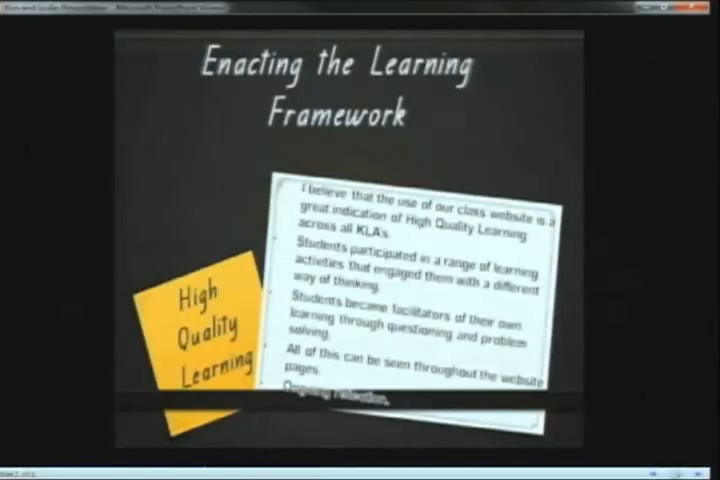 Enacting the Learning
Framework
I believe that the use of our class website is a
great indication of High Quality Learning
across all KLA's.
Students participated in a range of learning
activities that engaged them with a different
way of thinking.
Students became facilitators of their own
learning through questioning and problem
solving.
All of this can be seen throughout the website
pages.
Ongoing reflection,
High
Quality
Learning